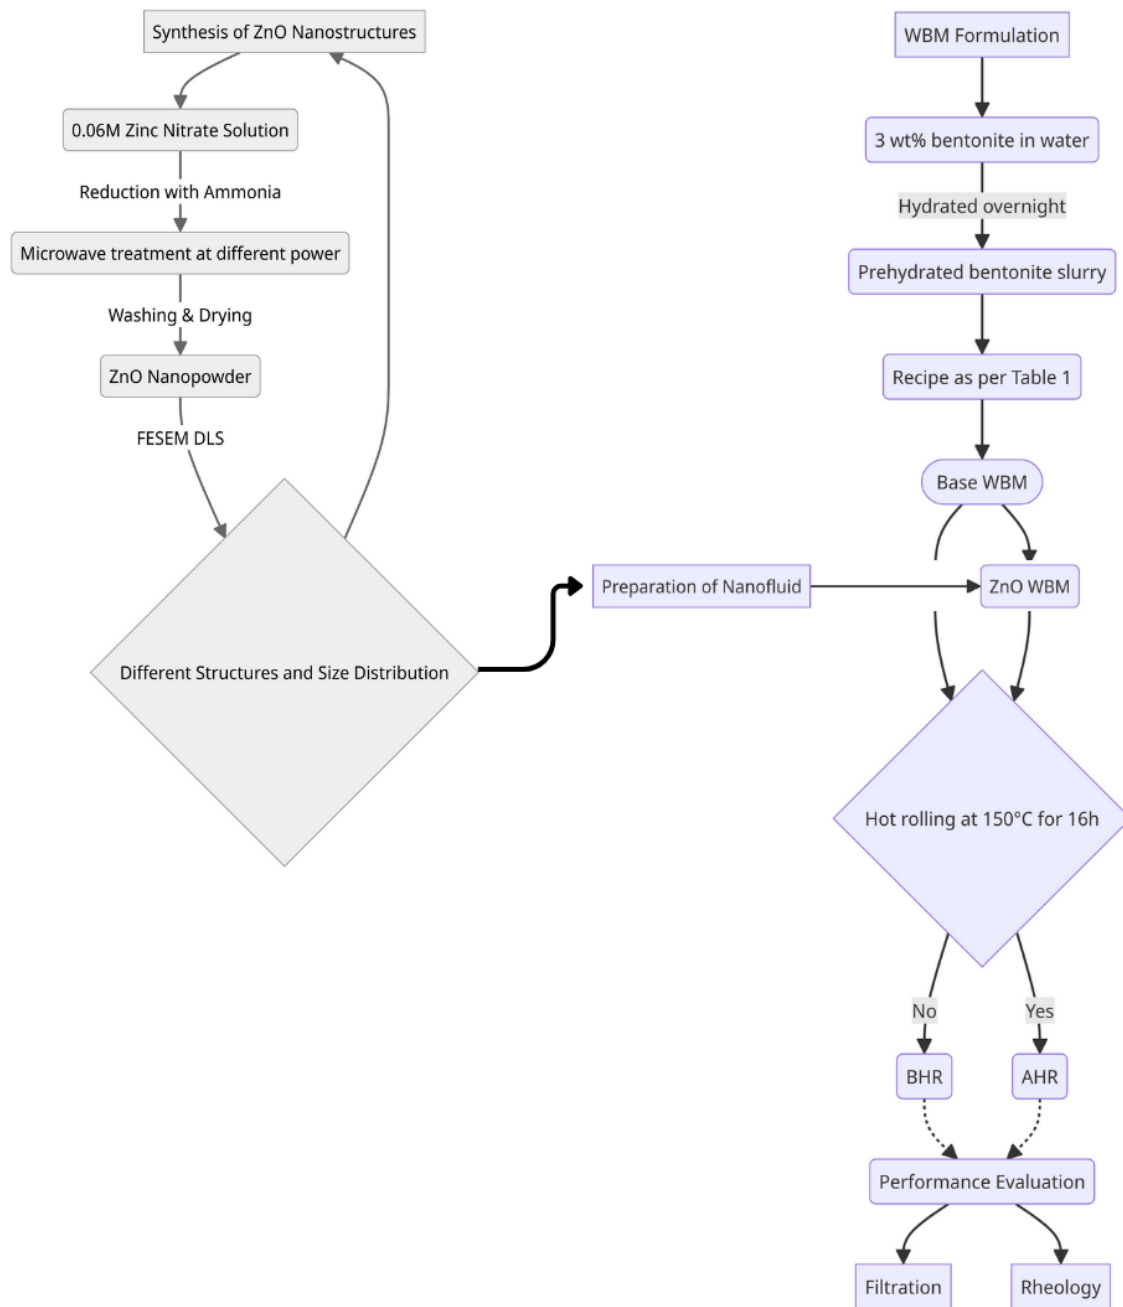 Synthesis of ZnO Nanostructures
0.06M Zinc Nitrate Solution
Reduction with Ammonia
Microwave treatment at different power
Washing & Drying
ZnO Nanopowder
FESEM DLS
Different Structures and Size Distribution
Preparation of Nanofluid
WBM Formulation
3 wt% bentonite in water
Hydrated overnight
Prehydrated bentonite slurry
Recipe as per Table 1
Base WBM
ZnO WBM
Hot rolling at 150°C for 16h
No
Yes
BHR
AHR
Performance Evaluation
Filtration
Rheology